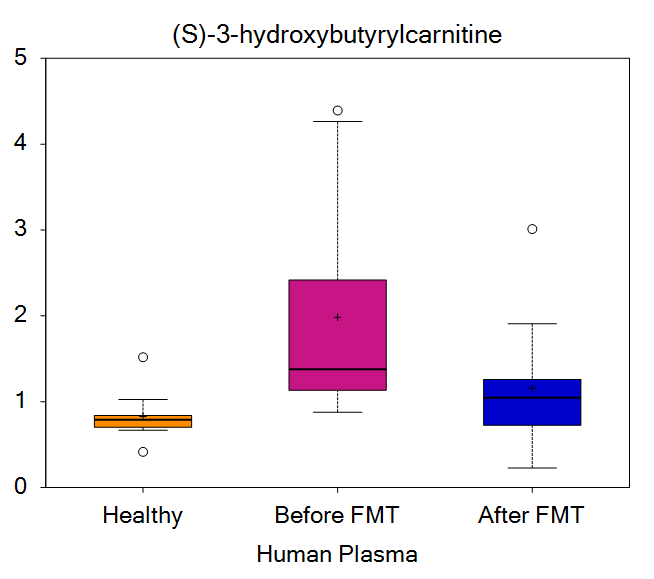 (S)-3-hydroxybutyrylcarnitine
5
4
3
2
1
0
Healthy Before FMT After FMT
Human Plasma